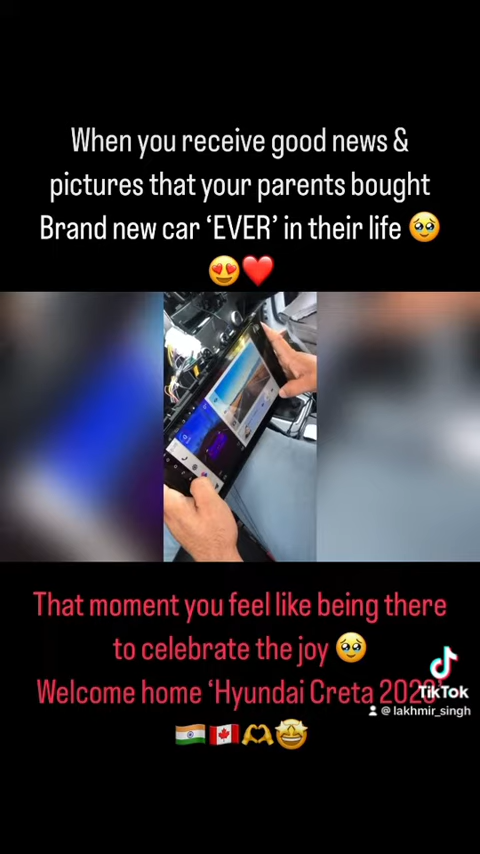 When you receive good news &
pictures that your parents bought
Brand new car ‘EVER’ in their life 🥹
😍❤️
That moment you feel like being there
to celebrate the joy 🥹
Welcome home ‘Hyundai Creta
TikTok
@lakhmir_singh
🇮🇳🇨🇦🫶🤩